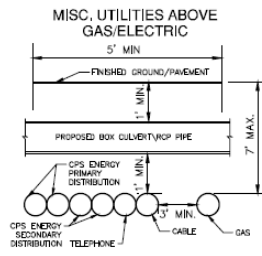 MISC. UTILITIES ABOVE
GAS/ELECTRIC
5' MIN
FINISHED GROUND/PAVEMENT
1' MIN.
PROPOSED BOX CULVERT\RCP PIPE
7' MAX.
1' MIN.
CPS ENERGY
PRIMARY
DISTRIBUTION
3' MIN.
CPS ENERGY
SECONDARY
DISTRIBUTION
TELEPHONE
CABLE
GAS